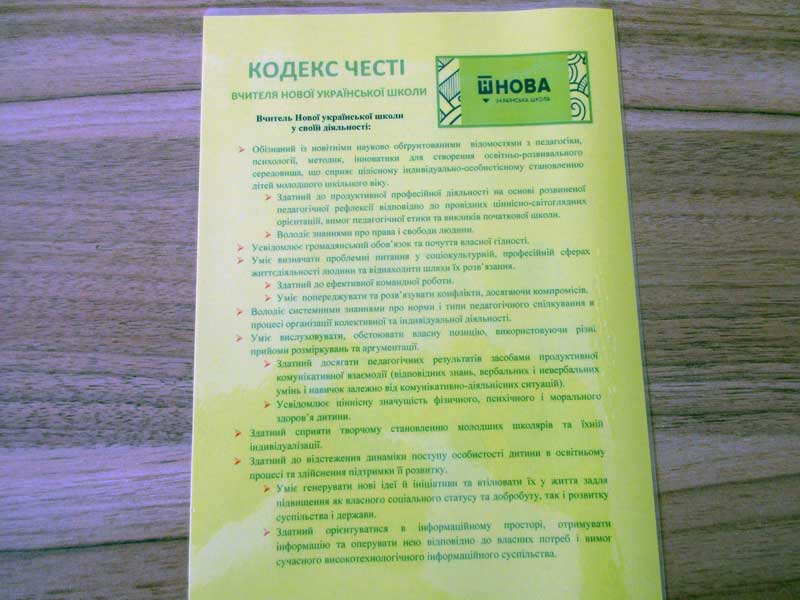 КОДЕКС ЧЕСТІ
ВЧИТЕЛЯ НОВОЇ УКРАЇНСЬКОЇ ШКОЛИ
НОВА
УКРАЇНСЬКА ШКОЛА
Вчитель Нової української школи
у своїй діяльності:
➢ Обізнаний із новітніми науково обґрунтованими відомостями з педагогіки,
психології, методик, інноватики для створення освітньо-розвивального
середовища, що сприяє цілісному індивідуально-особистісному становленню
дітей молодшого шкільного віку.
➢ Здатний до продуктивної професійної діяльності на основі розвиненої
педагогічної рефлексії відповідно до провідних ціннісно-світоглядних
орієнтацій, вимог педагогічної етики та викликів початкової школи.
➢ Володіє знаннями про права і свободи людини.
➢ Усвідомлює громадянський обов'язок та почуття власної гідності.
➢ Уміє визначати проблемні питання у соціокультурній, професійній сферах
життєдіяльності людини та віднаходити шляхи їх розв'язання.
➢ Здатний до ефективної командної роботи.
➢ Уміє попереджувати та розв'язувати конфлікти, досягаючи компромісів.
➢ Володіє системними знаннями про норми і типи педагогічного спілкування в
процесі організації колективної та індивідуальної діяльності.
➢ Уміє вислуховувати, обстоювати власну позицію, використовуючи різні
прийоми розміркувань та аргументації.
➢ Здатний досягати педагогічних результатів засобами продуктивної
комунікативної взаємодії (відповідних знань, вербальних і невербальних
умінь і навичок залежно від комунікативно-діяльнісних ситуацій).
➢ Усвідомлює ціннісну значущість фізичного, психічного і морального
здоров'я дитини.
➢ Здатний сприяти творчому становленню молодших школярів та їхній
індивідуалізації.
➢ Здатний до відстеження динаміки поступу особистості дитини в освітньому
процесі та здійснення підтримки її розвитку.
➢ Уміє генерувати нові ідеї й ініціативи та втілювати їх у життя задля
підвищення як власного соціального статусу та добробуту, так і розвитку
суспільства і держави.
➢ Здатний орієнтуватися в інформаційному просторі, отримувати
інформацію та оперувати нею відповідно до власних потреб і вимог
сучасного високотехнологічного інформаційного суспільства.